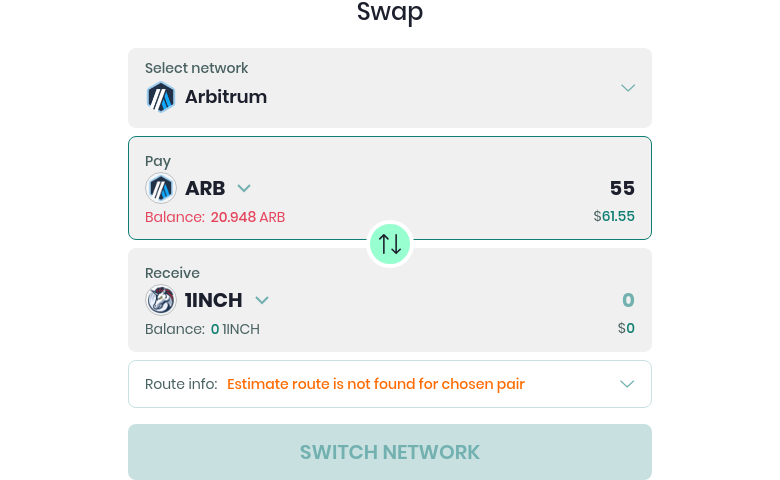 Swap
Select network
Arbitrum
Pay
ARB
55
Balance: 20.948 ARB
$61.55
Receive
1INCH
0
Balance: 0 1INCH
$0
Route info: Estimate route is not found for chosen pair
SWITCH NETWORK